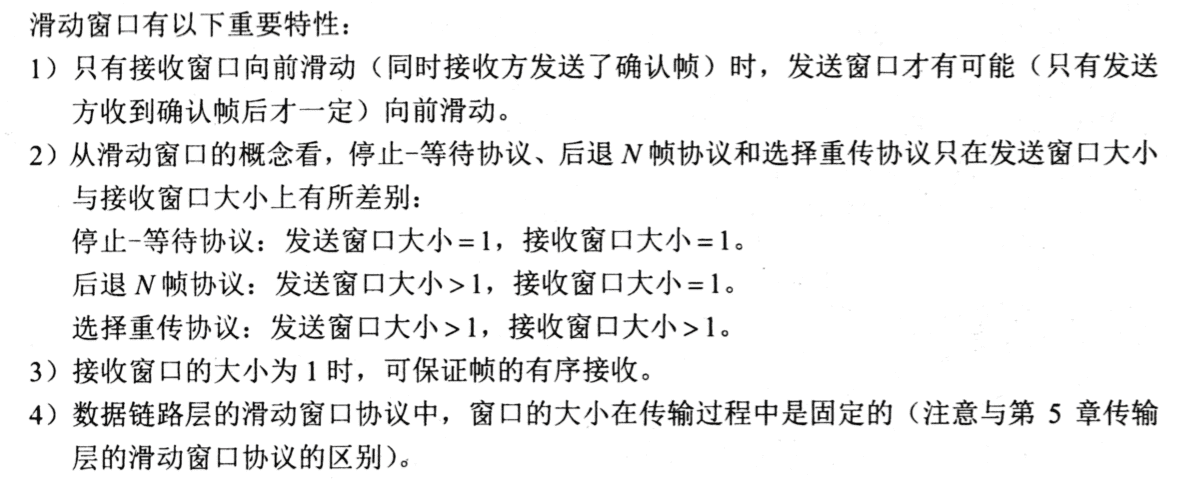 滑动窗口有以下重要特性：
1）只有接收窗口向前滑动（同时接收方发送了确认帧）时，发送窗口才有可能（只有发送
方收到确认帧后才一定）向前滑动。
2）从滑动窗口的概念看，停止-等待协议、后退 N 帧协议和选择重传协议只在发送窗口大小
与接收窗口大小上有所差别：
停止-等待协议：发送窗口大小=1，接收窗口大小=1。
后退 N 帧协议：发送窗口大小>1，接收窗口大小=1。
选择重传协议：发送窗口大小>1，接收窗口大小>1。
3）接收窗口的大小为 1 时，可保证帧的有序接收。
4）数据链路层的滑动窗口协议中，窗口的大小在传输过程中是固定的（注意与第 5 章传输
层的滑动窗口协议的区别）。